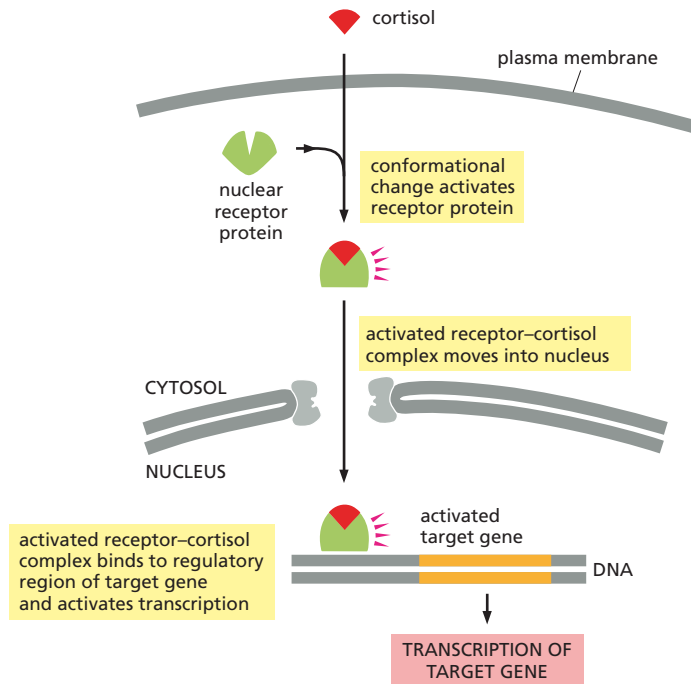 cortisol
plasma membrane
conformational
change activates
receptor protein
nuclear
receptor
protein
activated receptor–cortisol
complex moves into nucleus
CYTOSOL
NUCLEUS
activated receptor–cortisol
complex binds to regulatory
region of target gene
and activates transcription
activated
target gene
DNA
TRANSCRIPTION OF
TARGET GENE